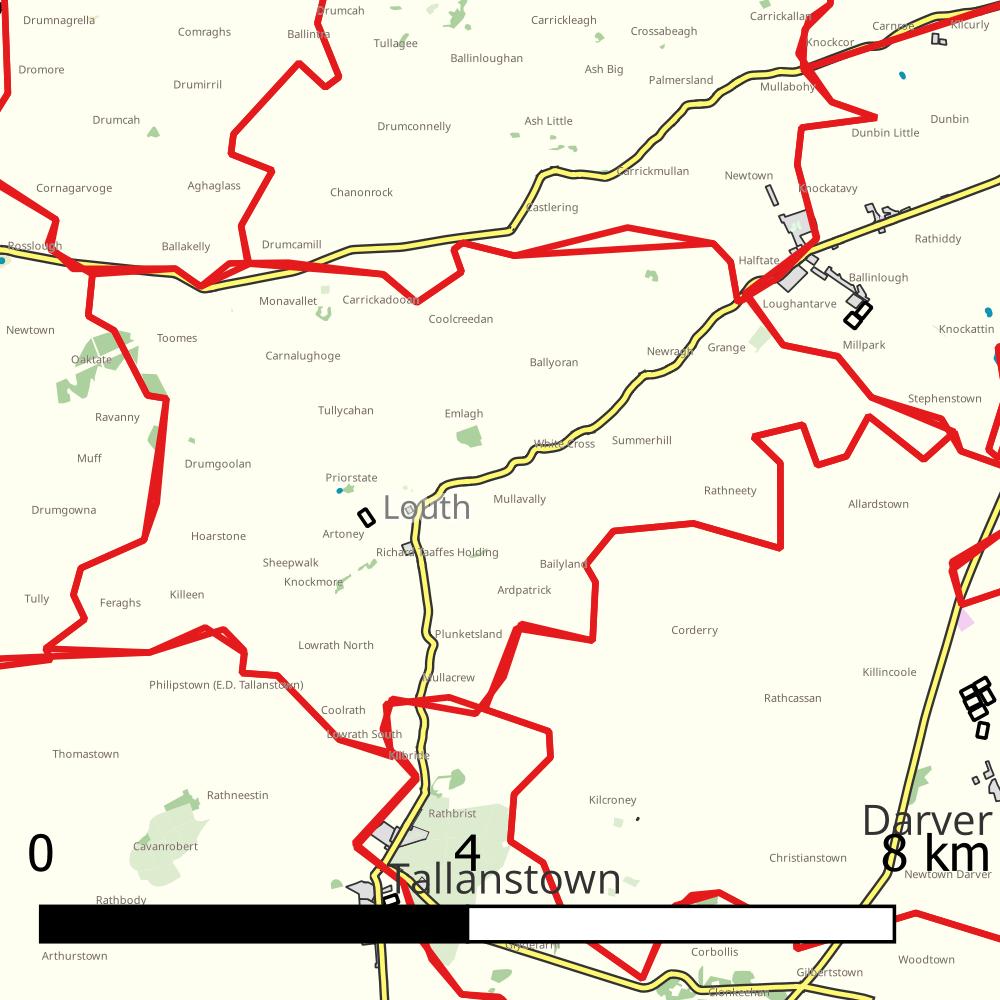 Drumcah
Drumnagrella
Carrickleagh
Carrickallan
Kilcurly
Carnroe
Comraghs
Ballintra
Crossabeagh
Tullagee
Knockcor
Ballinloughan
Dromore
Ash Big
Palmersland
Drumirril
Mullabohy
Drumcah
Ash Little
Dunbin
Drumconnelly
Dunbin Little
Carrickmullan
Newtown
Cornagarvoge
Aghaglass
Chanonrock
Knockatavy
Castlering
Rathiddy
Rosslough
Ballakelly
Drumcamill
Halftate
Ballinlough
Monavallet
Carrickadooan
Loughantarve
Coolcreedan
Newtown
Toomes
Knockattin
Millpark
Grange
Newragh
Oaktate
Carnalughoge
Ballyoran
Stephenstown
Tullycahan
Emlagh
Ravanny
Summerhill
White Cross
Muff
Drumgoolan
Priorstate
Rathneety
Mullavally
Allardstown
Louth
Drumgowna
Artoney
Hoarstone
Richard Taaffes Holding
Sheepwalk
Bailyland
Knockmore
Ardpatrick
Killeen
Tully
Feraghs
Corderry
Plunketsland
Lowrath North
Killincoole
Mullacrew
Philipstown (E.D. Tallanstown)
Rathcassan
Coolrath
Lowrath South
Thomastown
Kilbride
Rathneestin
Kilcroney
Rathbrist
Darver
Cavanrobert
0 4 8 km
Christianstown
Newtown Darver
Tallanstown
Rathbody
Glyderarm
Corbollis
Arthurstown
Woodtown
Gilbertstown
Clonkeehan